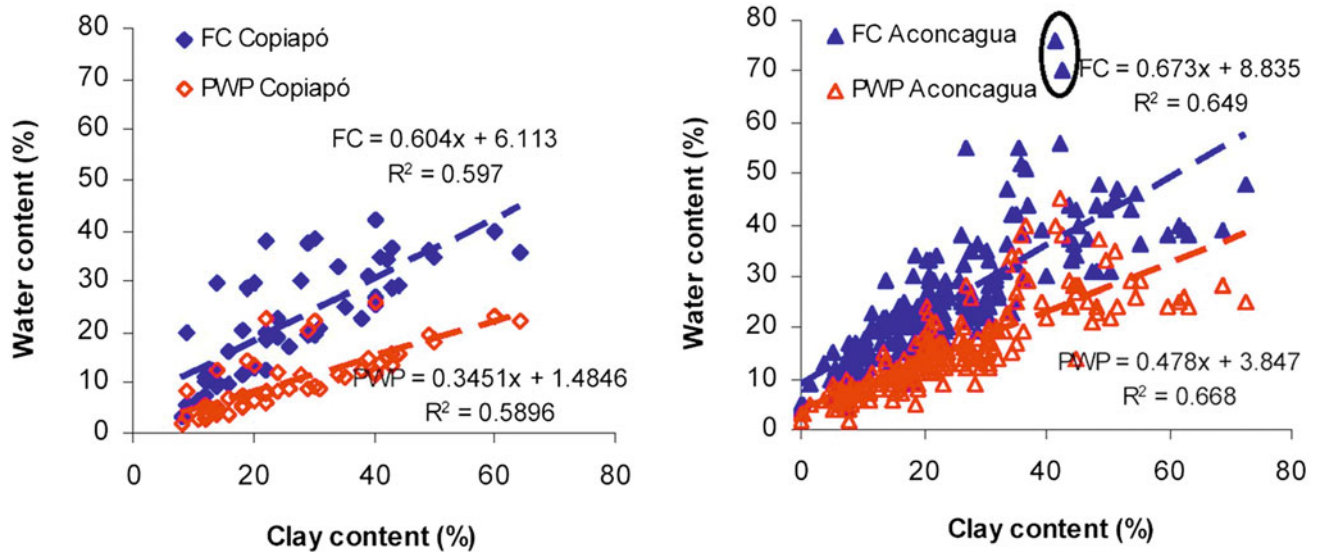 80
70
60
50
40
30
20
10
0
Water content (%)
FC Copiapó
PWP Copiapó
FC = 0.604x + 6.113
R² = 0.597
PWP = 0.3451x + 1.4846
R² = 0.5896
0 20 40 60 80
Clay content (%)
80
70
60
50
40
30
20
10
0
Water content (%)
FC Aconcagua
PWP Aconcagua
FC = 0.673x + 8.835
R² = 0.649
PWP = 0.478x + 3.847
R² = 0.668
0 20 40 60 80
Clay content (%)